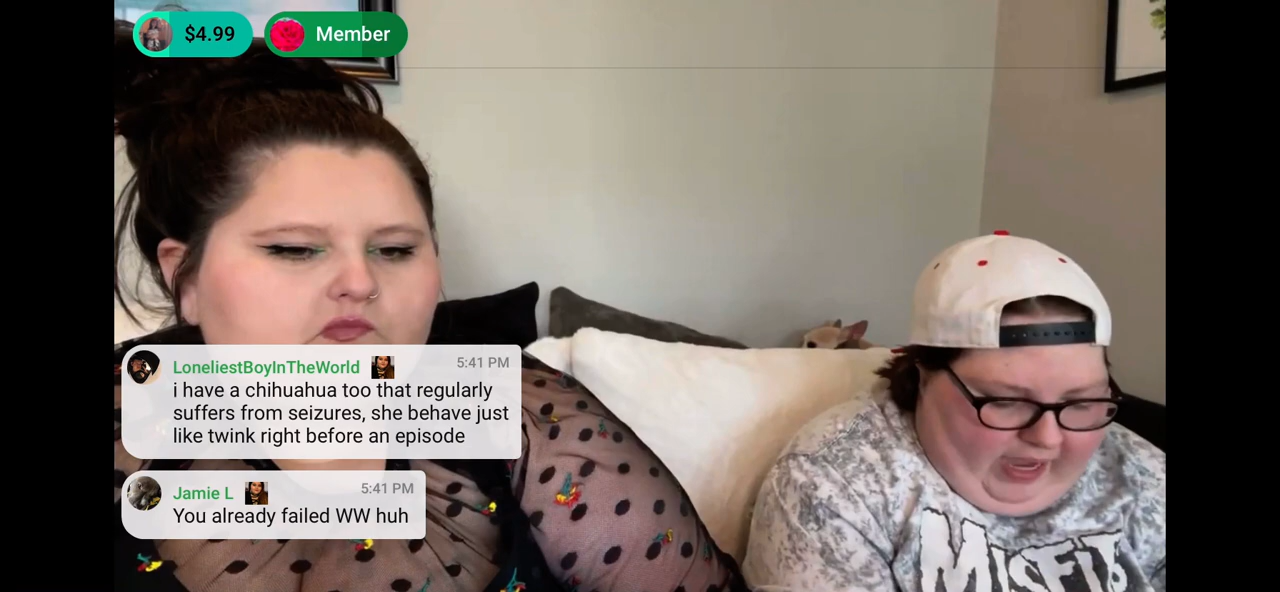 $4.99
Member
LoneliestBoyInTheWorld
5:41 PM
i have a chihuahua too that regularly
suffers from seizures, she behave just
like twink right before an episode
Jamie L
5:41 PM
You already failed WW huh
MISFITS